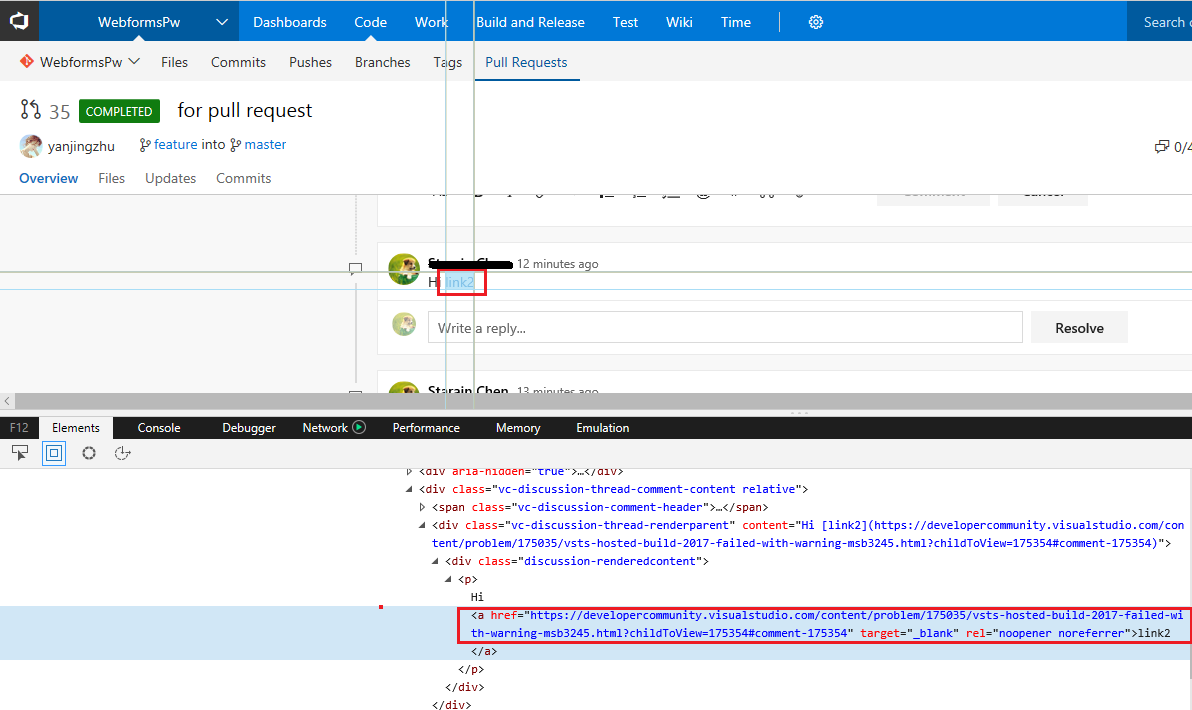 WebformsPw
Dashboards
Code
Work
Build and Release
Test
Wiki
Time
Search
WebformsPw
Files
Commits
Pushes
Branches
Tags
Pull Requests
35
COMPLETED
for pull request
yanjingzhu
feature into
master
0/4
Overview
Files
Updates
Commits
12 minutes ago
Hi link2
Write a reply...
Resolve
Starain Chen
13 minutes ago
F12
Elements
Console
Debugger
Network
Performance
Memory
Emulation
<div aria-hidden="true">…</div>
<div class="vc-discussion-thread-comment-content relative">
<span class="vc-discussion-comment-header">…</span>
<div class="vc-discussion-thread-renderparent" content="Hi [link2](https://developercommunity.visualstudio.com/con
tent/problem/175035/vsts-hosted-build-2017-failed-with-warning-msb3245.html?childToView=175354#comment-175354)">
<div class="discussion-renderedcontent">
<p>
Hi
<a href="https://developercommunity.visualstudio.com/content/problem/175035/vsts-hosted-build-2017-failed-wi
th-warning-msb3245.html?childToView=175354#comment-175354" target="_blank" rel="noopener noreferrer">link2
</a>
</p>
</div>
</div>